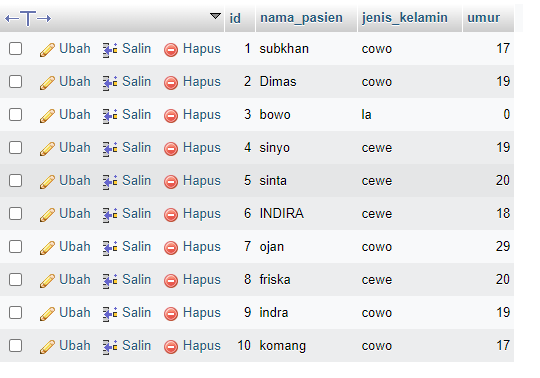 id nama_pasien jenis_kelamin umur
Ubah Salin Hapus 1 subkhan cowo 17
Ubah Salin Hapus 2 Dimas cowo 19
Ubah Salin Hapus 3 bowo la 0
Ubah Salin Hapus 4 sinyo cewe 19
Ubah Salin Hapus 5 sinta cewe 20
Ubah Salin Hapus 6 INDIRA cewe 18
Ubah Salin Hapus 7 ojan cowo 29
Ubah Salin Hapus 8 friska cewe 20
Ubah Salin Hapus 9 indra cowo 19
Ubah Salin Hapus 10 komang cowo 17